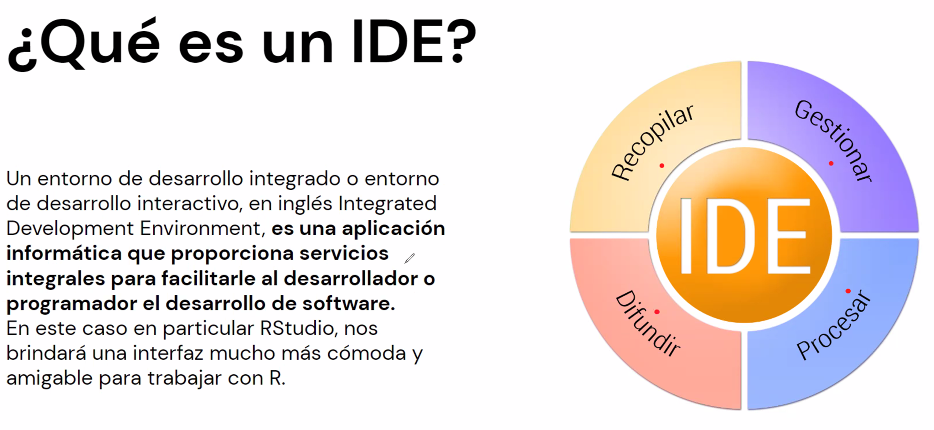 ¿Qué es un IDE?
Un entorno de desarrollo integrado o entorno
de desarrollo interactivo, en inglés Integrated
Development Environment, es una aplicación
informática que proporciona servicios
integrales para facilitarle al desarrollador o
programador el desarrollo de software.
En este caso en particular RStudio, nos
brindará una interfaz mucho más cómoda y
amigable para trabajar con R.
Recopilar
Gestionar
IDE
Difundir
Procesar